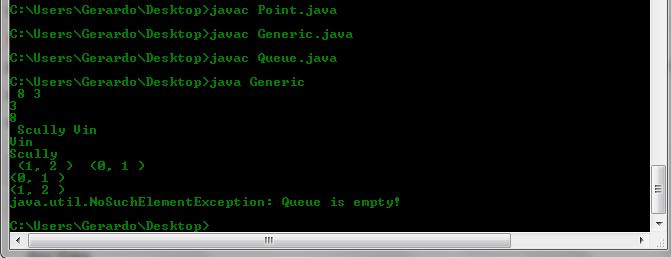 C:\Users\Gerardo\Desktop>javac Point.java
C:\Users\Gerardo\Desktop>javac Generic.java
C:\Users\Gerardo\Desktop>javac Queue.java
C:\Users\Gerardo\Desktop>java Generic
8 3
3
8
Scully Vin
Vin
Scully
(1, 2 )  (0, 1 )
(0, 1 )
(1, 2 )
java.util.NoSuchElementException: Queue is empty!
C:\Users\Gerardo\Desktop>